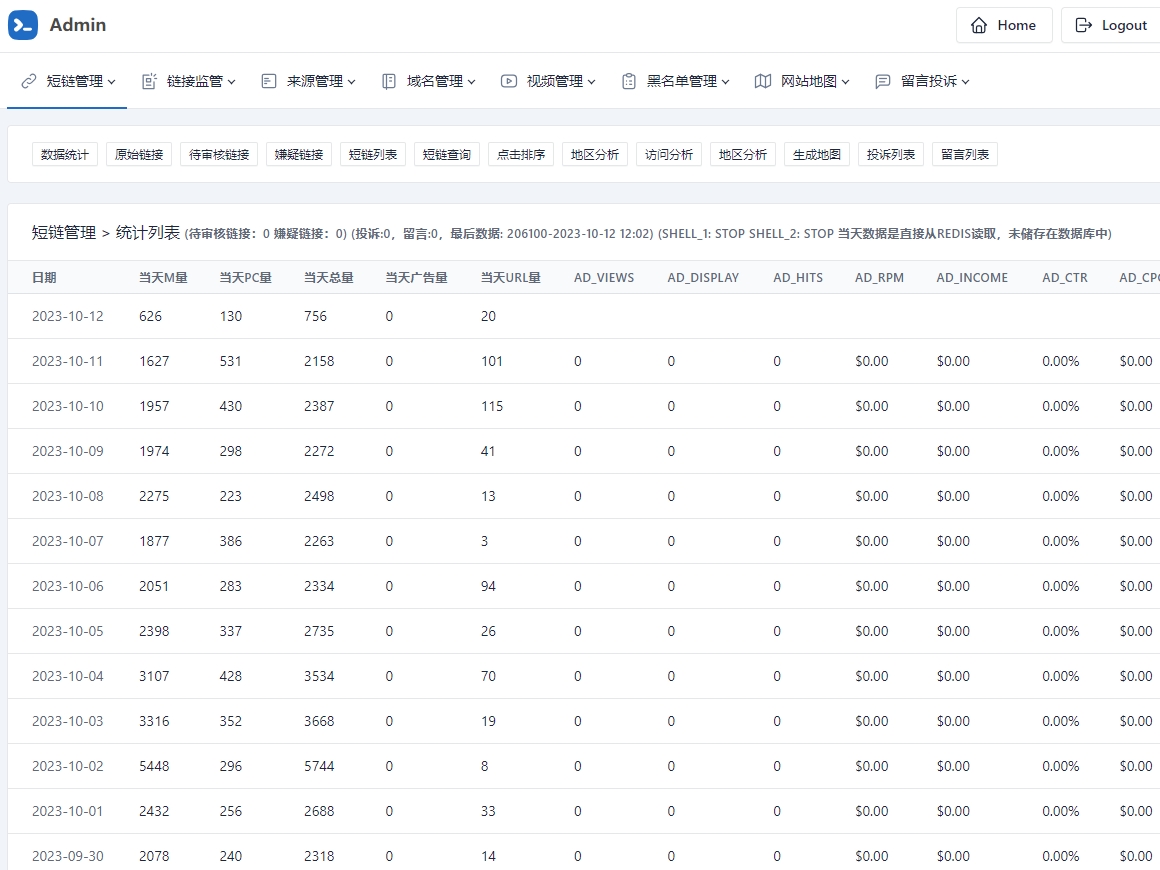 Admin Home Logout
短链管理 链接监管 来源管理 域名管理 视频管理 黑名单管理 网站地图 留言投诉
数据统计 原始链接 待审核链接 嫌疑链接 短链列表 短链查询 点击排序 地区分析 访问分析 地区分析 生成地图 投诉列表 留言列表
短链管理 > 统计列表 (待审核链接：0 嫌疑链接：0) (投诉:0，留言:0，最后数据: 206100-2023-10-12 12:02) (SHELL_1: STOP SHELL_2: STOP 当天数据是直接从REDIS读取，未储存在数据库中)
日期 当天M量 当天PC量 当天总量 当天广告量 当天URL量 AD_VIEWS AD_DISPLAY AD_HITS AD_RPM AD_INCOME AD_CTR AD_CPC
2023-10-12 626 130 756 0 20
2023-10-11 1627 531 2158 0 101 0 0 0 $0.00 $0.00 0.00% $0.00
2023-10-10 1957 430 2387 0 115 0 0 0 $0.00 $0.00 0.00% $0.00
2023-10-09 1974 298 2272 0 41 0 0 0 $0.00 $0.00 0.00% $0.00
2023-10-08 2275 223 2498 0 13 0 0 0 $0.00 $0.00 0.00% $0.00
2023-10-07 1877 386 2263 0 3 0 0 0 $0.00 $0.00 0.00% $0.00
2023-10-06 2051 283 2334 0 94 0 0 0 $0.00 $0.00 0.00% $0.00
2023-10-05 2398 337 2735 0 26 0 0 0 $0.00 $0.00 0.00% $0.00
2023-10-04 3107 428 3534 0 70 0 0 0 $0.00 $0.00 0.00% $0.00
2023-10-03 3316 352 3668 0 19 0 0 0 $0.00 $0.00 0.00% $0.00
2023-10-02 5448 296 5744 0 8 0 0 0 $0.00 $0.00 0.00% $0.00
2023-10-01 2432 256 2688 0 33 0 0 0 $0.00 $0.00 0.00% $0.00
2023-09-30 2078 240 2318 0 14 0 0 0 $0.00 $0.00 0.00% $0.00